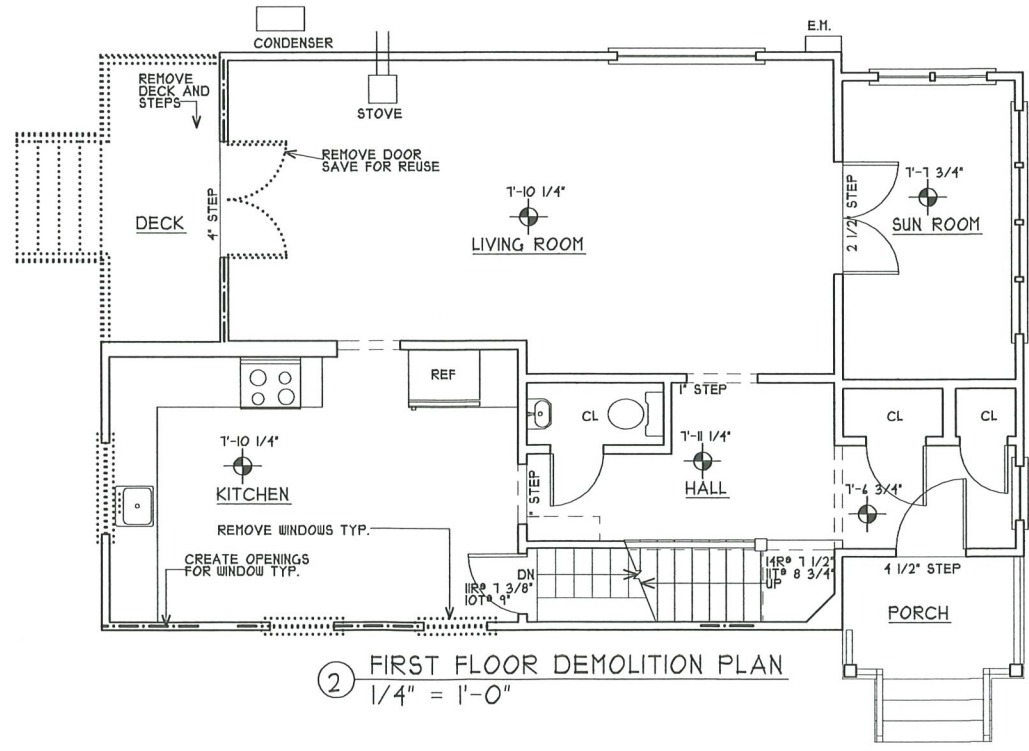 E.M.
CONDENSER
REMOVE
DECK AND
STEPS
STOVE
REMOVE DOOR
SAVE FOR REUSE
7'-10 1/4"
LIVING ROOM
DECK
4" STEP
2 1/2" STEP
7'-7 3/4"
SUN ROOM
REF
1" STEP
CL
CL
CL
7'-10 1/4"
KITCHEN
7'-11 1/4"
HALL
1" STEP
7'-6 3/4"
REMOVE WINDOWS TYP.
CREATE OPENINGS
FOR WINDOW TYP.
DN
11R@ 7 3/8"
10T@ 9"
14R@ 7 1/2"
11T@ 8 3/4"
UP
4 1/2" STEP
PORCH
2
FIRST FLOOR DEMOLITION PLAN
1/4" = 1'-0"